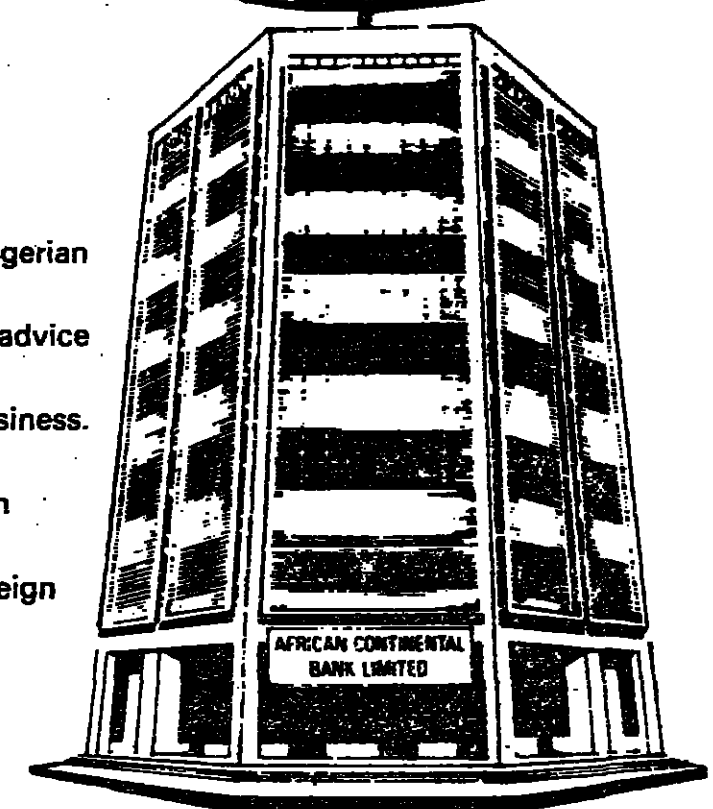 gerian
advice
siness.
n
eign
AFRICAN CONTINENTAL
BANK LIMITED